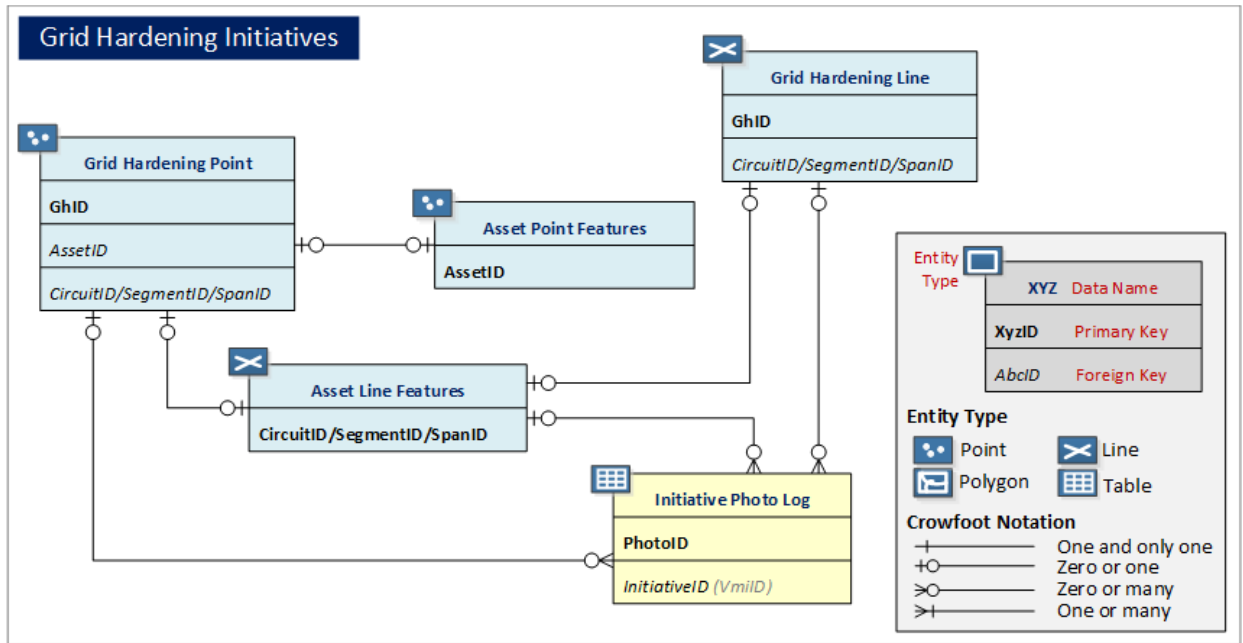 Grid Hardening Initiatives
Grid Hardening Line
GhID
CircuitID/SegmentID/SpanID
Grid Hardening Point
GhID
AssetID
CircuitID/SegmentID/SpanID
Asset Point Features
AssetID
Asset Line Features
CircuitID/SegmentID/SpanID
Initiative Photo Log
PhotoID
InitiativeID (VmiID)
Entity
Type
XYZ Data Name
XyzID Primary Key
AbcID Foreign Key
Entity Type
Point Line
Polygon Table
Crowfoot Notation
One and only one
Zero or one
Zero or many
One or many